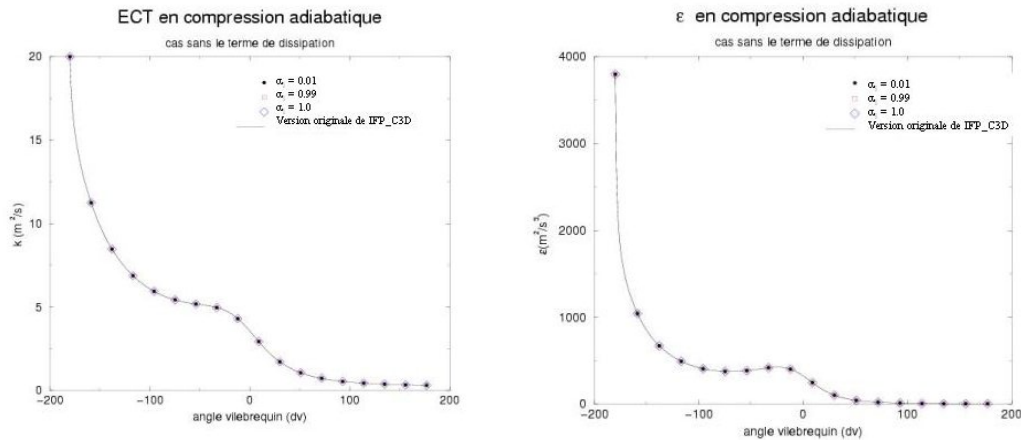 ECT en compression adiabatique
cas sans le terme de dissipation
20
15
10
5
0
k (m²/s)
α = 0.01
α = 0.99
α = 1.0
Version originale de IFP_C3D
−200
−100
0
100
200
angle vilebrequin (dv)
ε en compression adiabatique
cas sans le terme de dissipation
4000
3000
2000
1000
0
ε(m²/s³)
α = 0.01
α = 0.99
α = 1.0
Version originale de IFP_C3D
−200
−100
0
100
200
angle vilebrequin (dv)